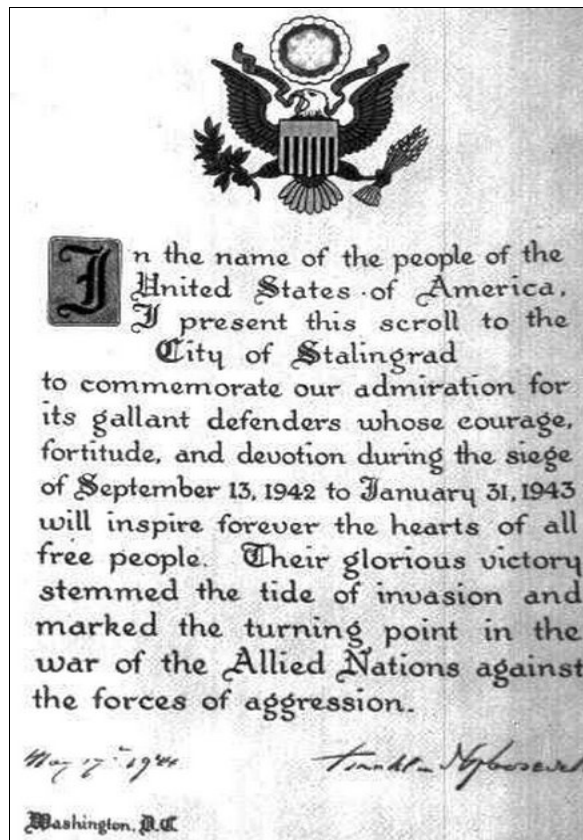 In the name of the people of the
United States of America,
I present this scroll to the
City of Stalingrad
to commemorate our admiration for
its gallant defenders whose courage,
fortitude, and devotion during the siege
of September 13, 1942 to January 31, 1943
will inspire forever the hearts of all
free people. Their glorious victory
stemmed the tide of invasion and
marked the turning point in the
war of the Allied Nations against
the forces of aggression.
May 17th 1944 Franklin D Roosevelt
Washington, D.C.